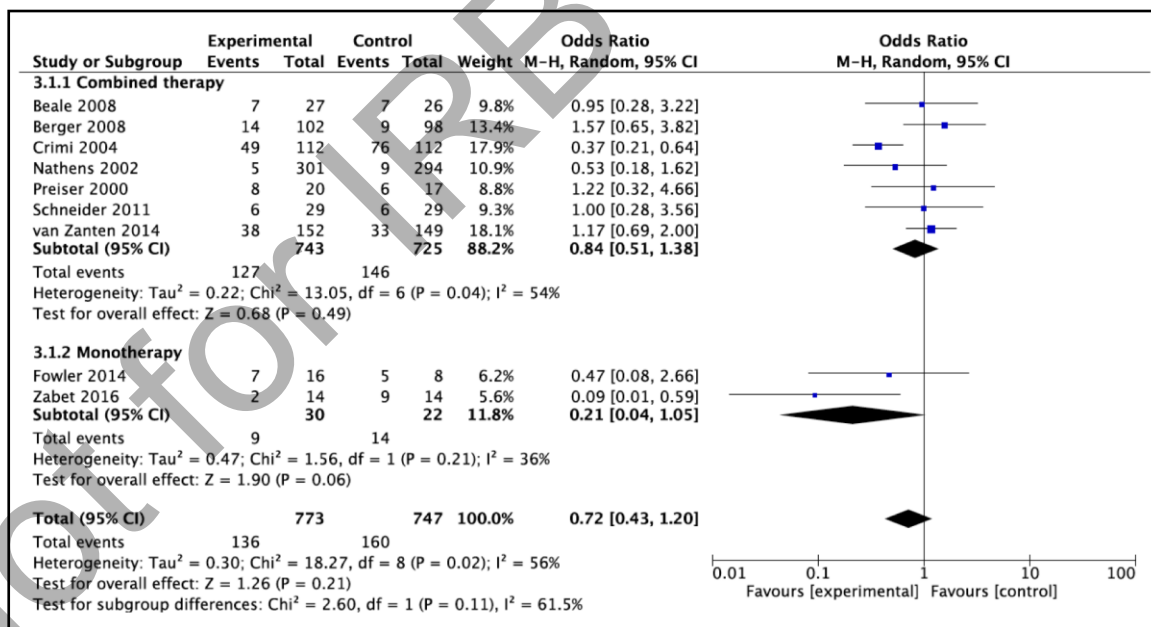 Experimental Control Odds Ratio Odds Ratio
Study or Subgroup Events Total Events Total Weight M-H, Random, 95% CI M-H, Random, 95% CI
3.1.1 Combined therapy
Beale 2008 7 27 7 26 9.8% 0.95 [0.28, 3.22]
Berger 2008 14 102 9 98 13.4% 1.57 [0.65, 3.82]
Crimi 2004 49 112 76 112 17.9% 0.37 [0.21, 0.64]
Nathens 2002 5 301 9 294 10.9% 0.53 [0.18, 1.62]
Preiser 2000 8 20 6 17 8.8% 1.22 [0.32, 4.66]
Schneider 2011 6 29 6 29 9.3% 1.00 [0.28, 3.56]
van Zanten 2014 38 152 33 149 18.1% 1.17 [0.69, 2.00]
Subtotal (95% CI) 743 725 88.2% 0.84 [0.51, 1.38]
Total events 127 146
Heterogeneity: Tau² = 0.22; Chi² = 13.05, df = 6 (P = 0.04); I² = 54%
Test for overall effect: Z = 0.68 (P = 0.49)
3.1.2 Monotherapy
Fowler 2014 7 16 5 8 6.2% 0.47 [0.08, 2.66]
Zabet 2016 2 14 9 14 5.6% 0.09 [0.01, 0.59]
Subtotal (95% CI) 30 22 11.8% 0.21 [0.04, 1.05]
Total events 9 14
Heterogeneity: Tau² = 0.47; Chi² = 1.56, df = 1 (P = 0.21); I² = 36%
Test for overall effect: Z = 1.90 (P = 0.06)
Total (95% CI) 773 747 100.0% 0.72 [0.43, 1.20]
Total events 136 160
Heterogeneity: Tau² = 0.30; Chi² = 18.27, df = 8 (P = 0.02); I² = 56%
Test for overall effect: Z = 1.26 (P = 0.21)
Test for subgroup differences: Chi² = 2.60, df = 1 (P = 0.11), I² = 61.5%
0.01 0.1 1 10 100
Favours [experimental] Favours [control]
not for IRB